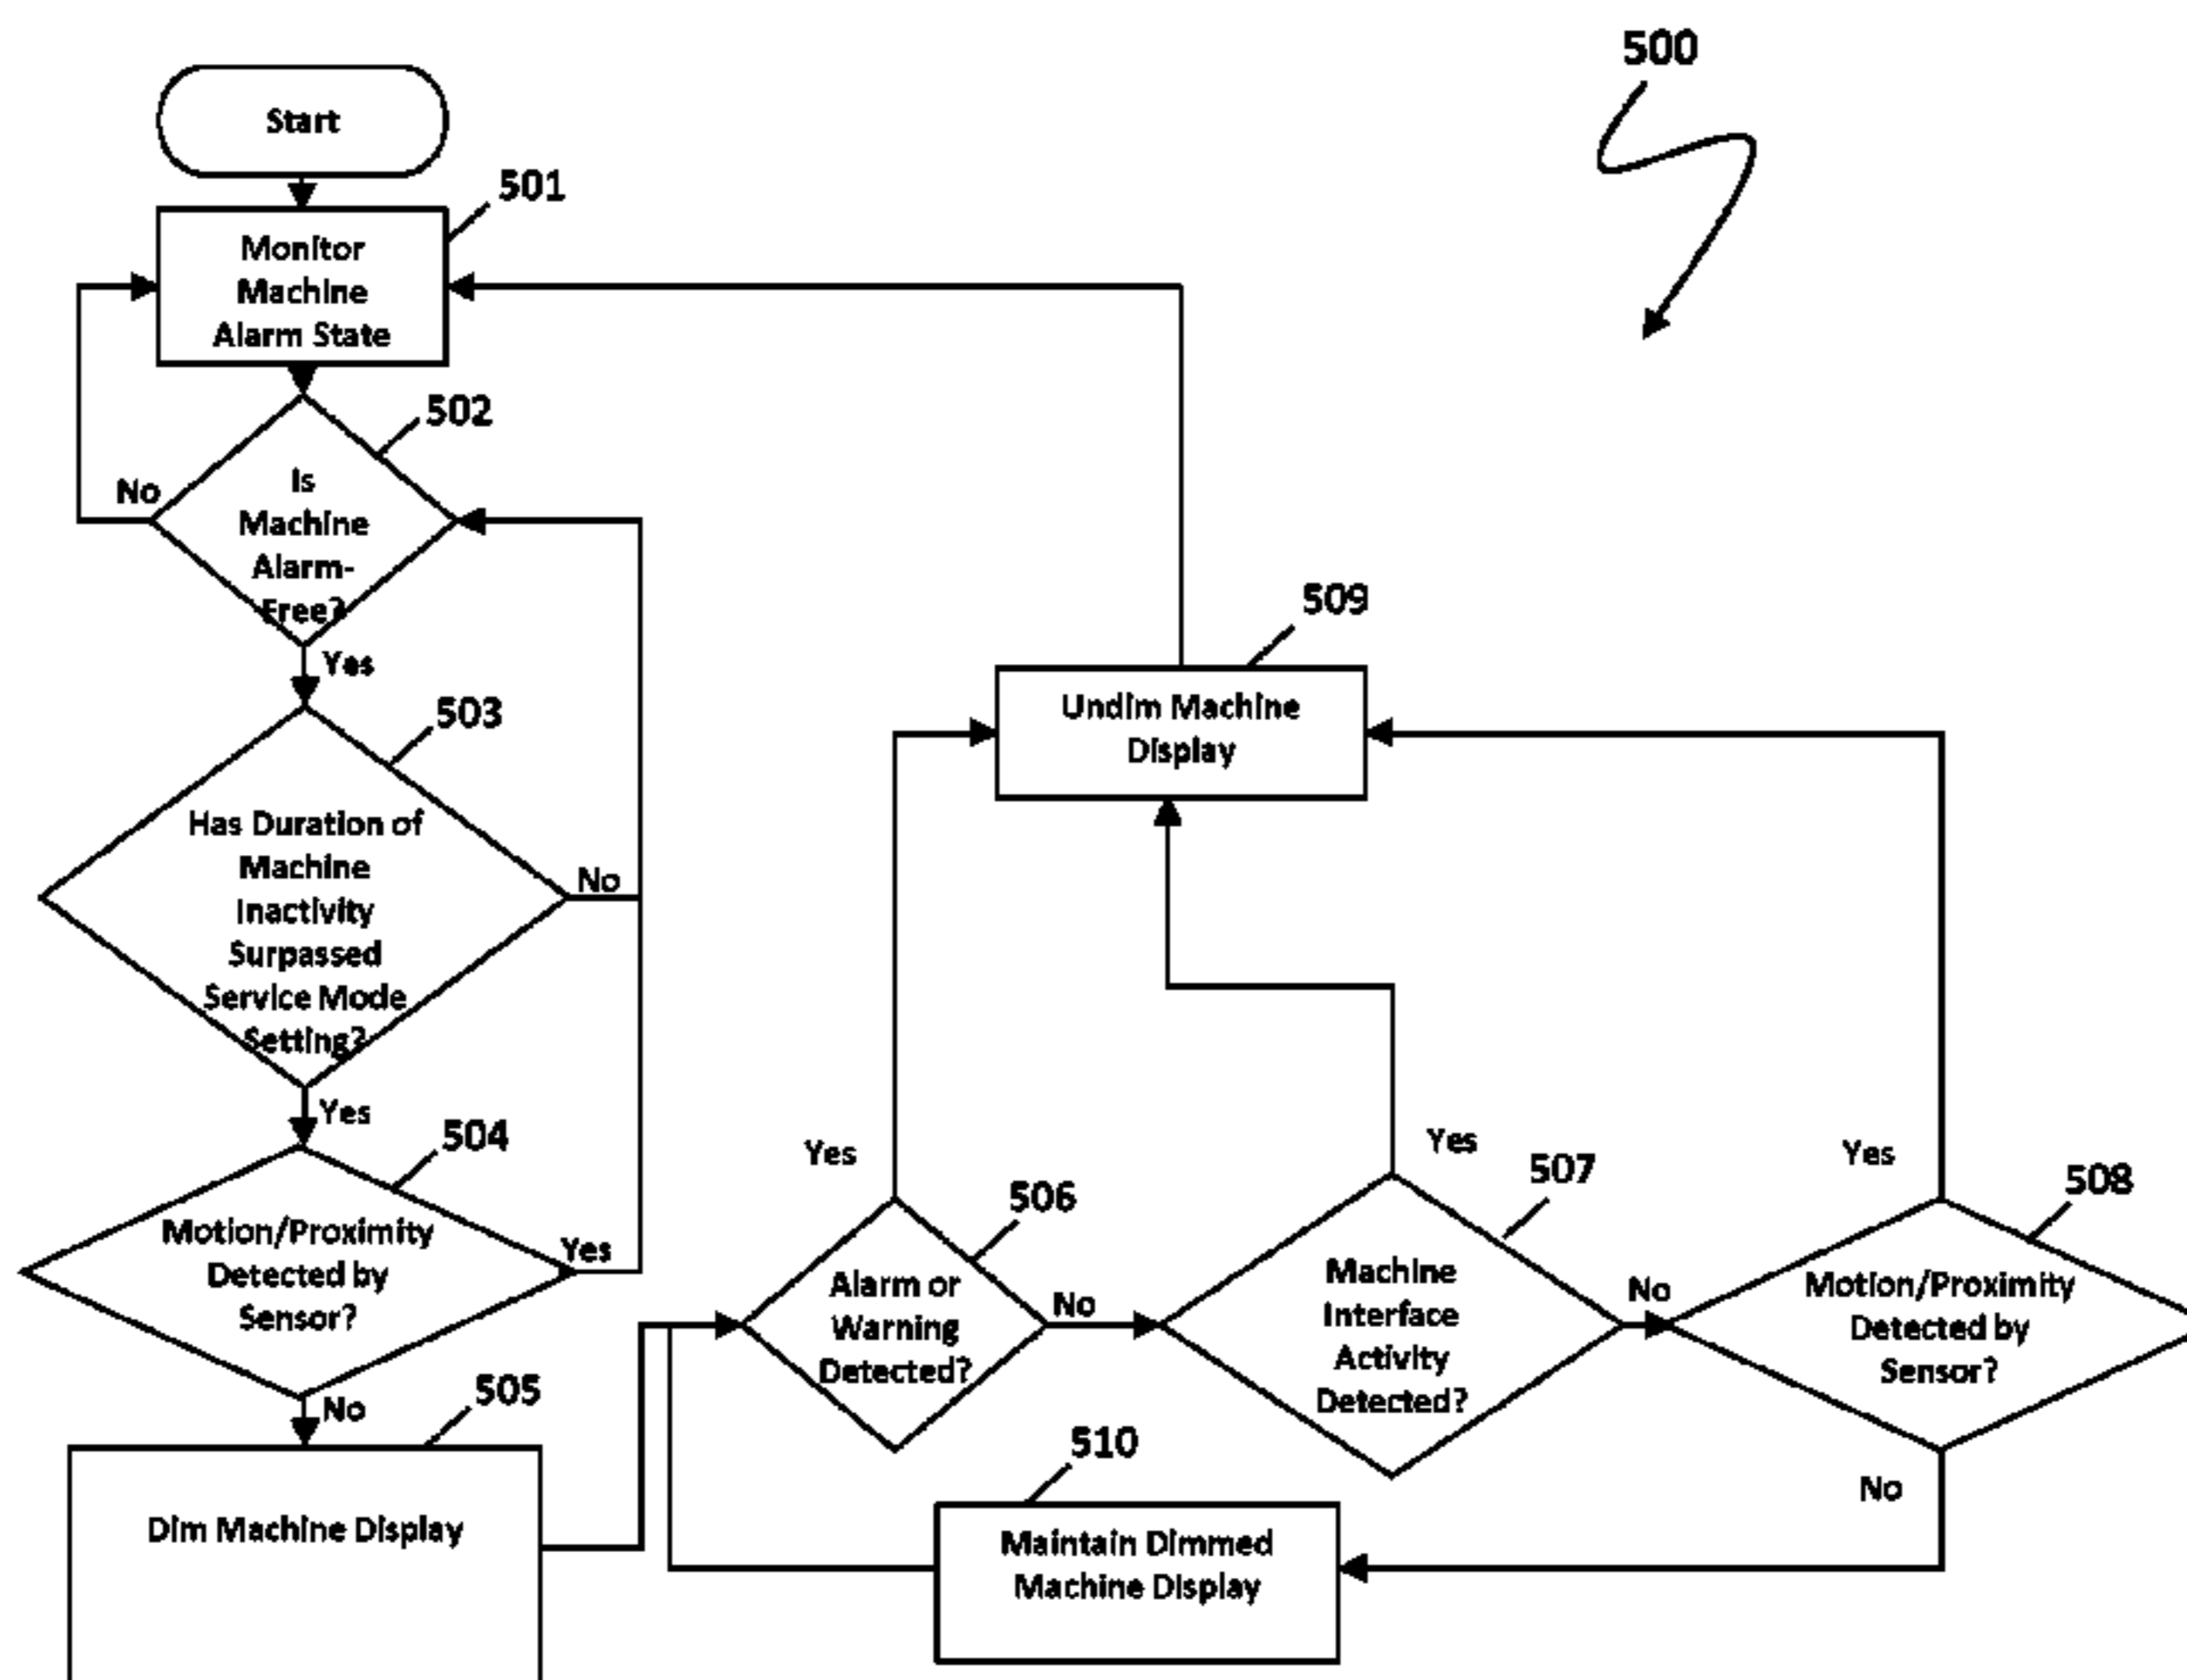 500
Start
501
Monitor
Machine
Alarm State
502
No
Is
Machine
Alarm-
Free?
Yes
503
Has Duration of
Machine
Inactivity
Surpassed
Service Mode
Setting?
No
Yes
504
Motion/Proximity
Detected by
Sensor?
Yes
No
505
Dim Machine Display
506
Yes
Alarm or
Warning
Detected?
No
507
Yes
Machine
Interface
Activity
Detected?
No
508
Yes
Motion/Proximity
Detected by
Sensor?
No
509
Undim Machine
Display
510
Maintain Dimmed
Machine Display